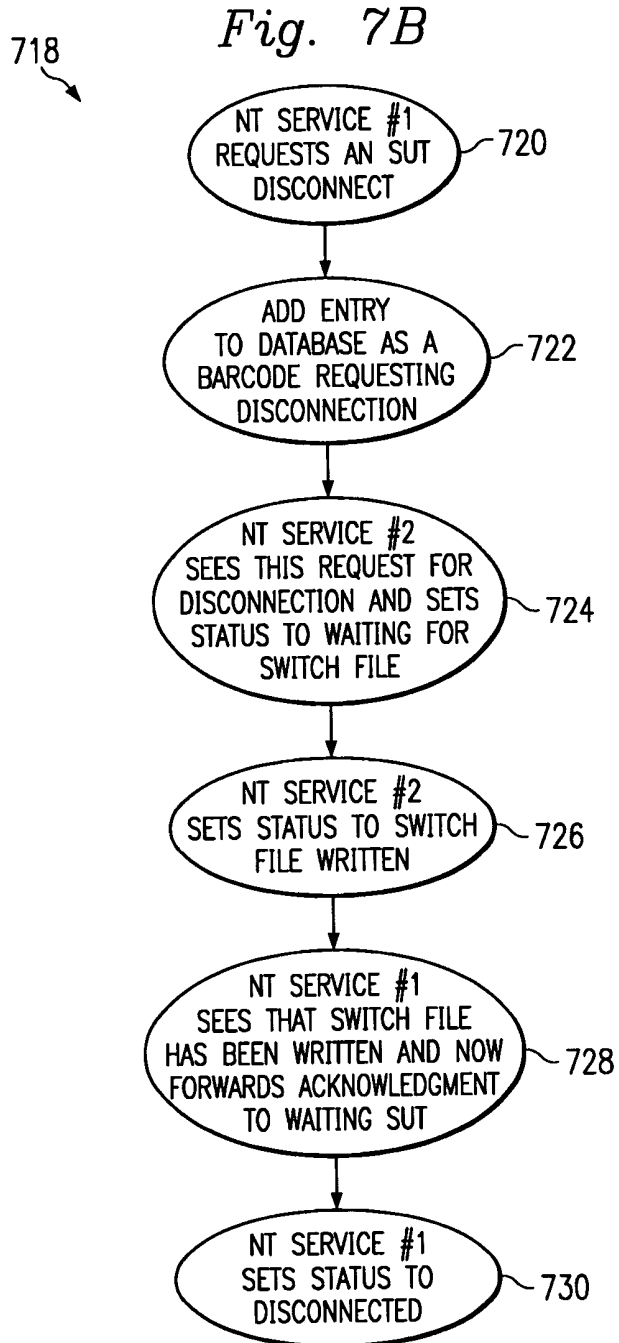 Fig. 7B
718
NT SERVICE #1
REQUESTS AN SUT
DISCONNECT
720
ADD ENTRY
TO DATABASE AS A
BARCODE REQUESTING
DISCONNECTION
722
NT SERVICE #2
SEES THIS REQUEST FOR
DISCONNECTION AND SETS
STATUS TO WAITING FOR
SWITCH FILE
724
NT SERVICE #2
SETS STATUS TO SWITCH
FILE WRITTEN
726
NT SERVICE #1
SEES THAT SWITCH FILE
HAS BEEN WRITTEN AND NOW
FORWARDS ACKNOWLEDGMENT
TO WAITING SUT
728
NT SERVICE #1
SETS STATUS TO
DISCONNECTED
730